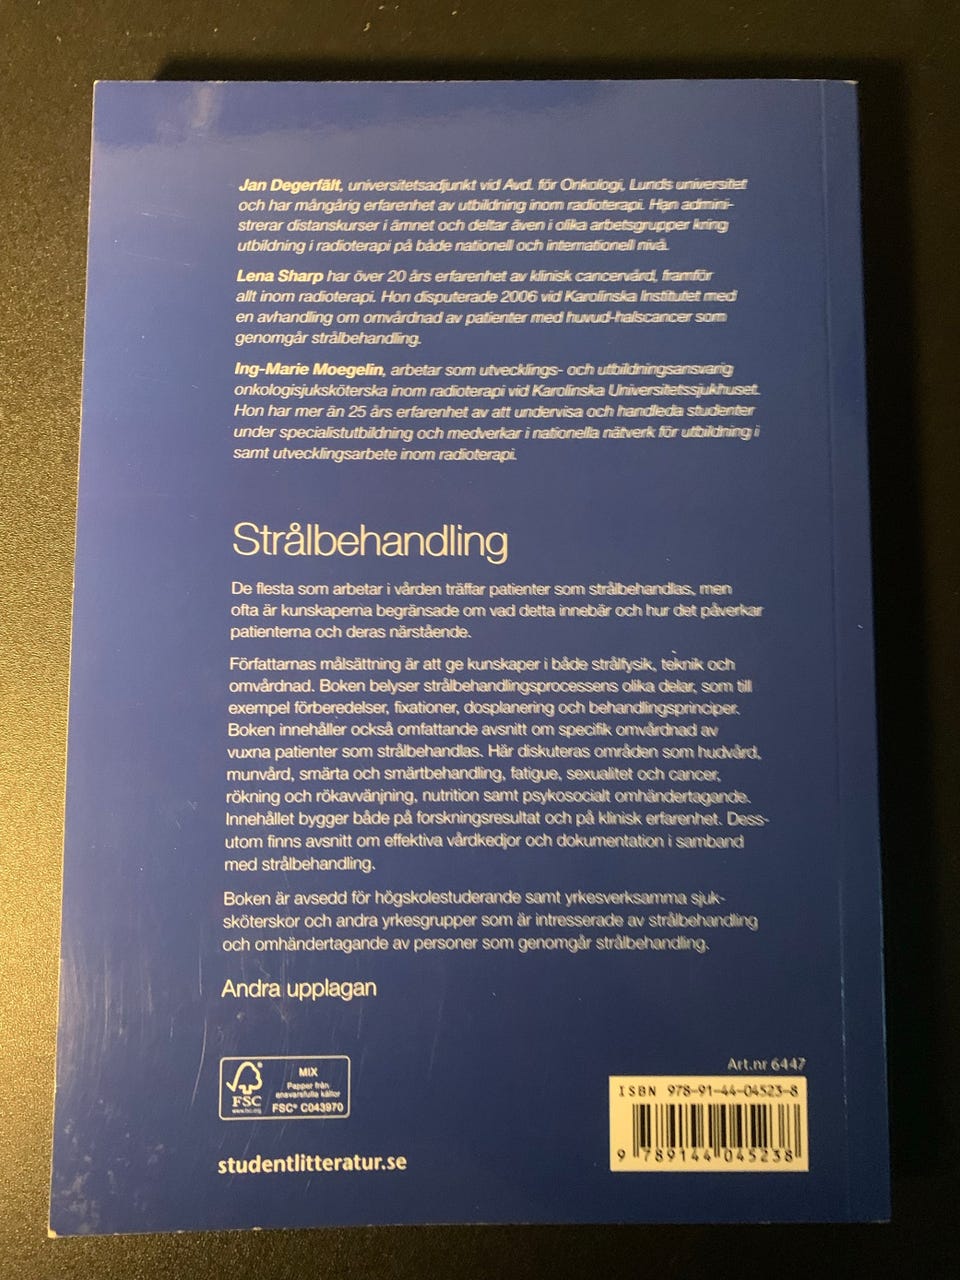 Jan Degerfält, universitetsadjunkt vid Avd. för Onkologi, Lunds universitet
och har mångårig erfarenhet av utbildning inom radioterapi. Han admini-
strerar distanskurser i ämnet och deltar även i olika arbetsgrupper kring
utbildning i radioterapi på både nationell och internationell nivå.
Lena Sharp har över 20 års erfarenhet av klinisk cancervård, framför
allt inom radioterapi. Hon disputerade 2006 vid Karolinska Institutet med
en avhandling om omvårdnad av patienter med huvud-halscancer som
genomgår strålbehandling.
Ing-Marie Moegelin, arbetar som utvecklings- och utbildningsansvarig
onkologisjuksköterska inom radioterapi vid Karolinska Universitetssjukhuset.
Hon har mer än 25 års erfarenhet av att undervisa och handleda studenter
under specialistutbildning och medverkar i nationella nätverk för utbildning i
samt utvecklingsarbete inom radioterapi.
Strålbehandling
De flesta som arbetar i vården träffar patienter som strålbehandlas, men
ofta är kunskaperna begränsade om vad detta innebär och hur det påverkar
patienterna och deras närstående.
Författarnas målsättning är att ge kunskaper i både strålfysik, teknik och
omvårdnad. Boken belyser strålbehandlingsprocessens olika delar, som till
exempel förberedelser, fixationer, dosplanering och behandlingsprinciper.
Boken innehåller också omfattande avsnitt om specifik omvårdnad av
vuxna patienter som strålbehandlas. Här diskuteras områden som hudvård,
munvård, smärta och smärtbehandling, fatigue, sexualitet och cancer,
rökning och rökavvänjning, nutrition samt psykosocialt omhändertagande.
Innehållet bygger både på forskningsresultat och på klinisk erfarenhet. Dess-
utom finns avsnitt om effektiva vårdkedjor och dokumentation i samband
med strålbehandling.
Boken är avsedd för högskolestuderande samt yrkesverksamma sjuk-
sköterskor och andra yrkesgrupper som är intresserade av strålbehandling
och omhändertagande av personer som genomgår strålbehandling.
Andra upplagan
MIX
Papper från
ansvarsfulla källor
FSC® C043970
FSC
www.fsc.org
Art.nr 6447
ISBN 978-91-44-04523-8
9 789144 045238
studentlitteratur.se